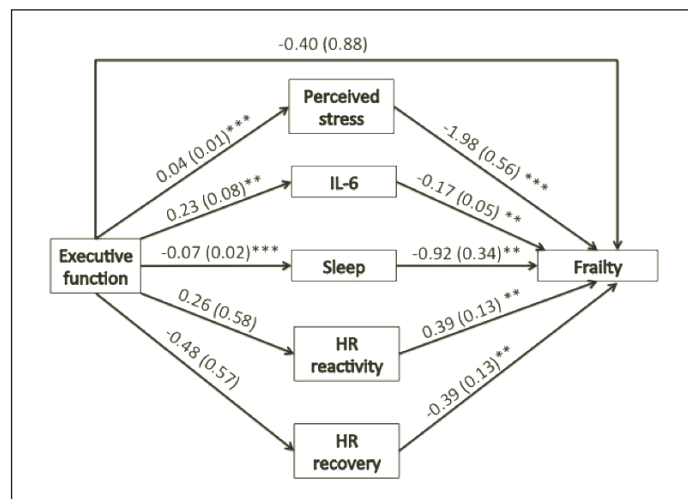 -0.40 (0.88)
Perceived
stress
0.04 (0.01)***
-1.98 (0.56) ***
IL-6
0.23 (0.08)**
-0.17 (0.05) **
Executive
function
-0.07 (0.02)***
Sleep
-0.92 (0.34)**
Frailty
0.26 (0.58)
HR
reactivity
0.39 (0.13) **
-0.48 (0.57)
HR
recovery
-0.39 (0.13)**